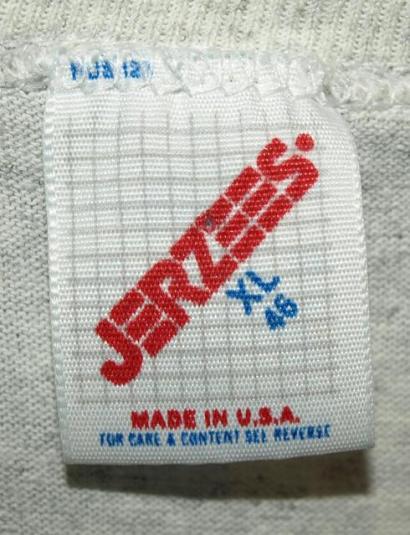 JERZEES.
XL
46
MADE IN U.S.A.
FOR CARE & CONTENT SEE REVERSE